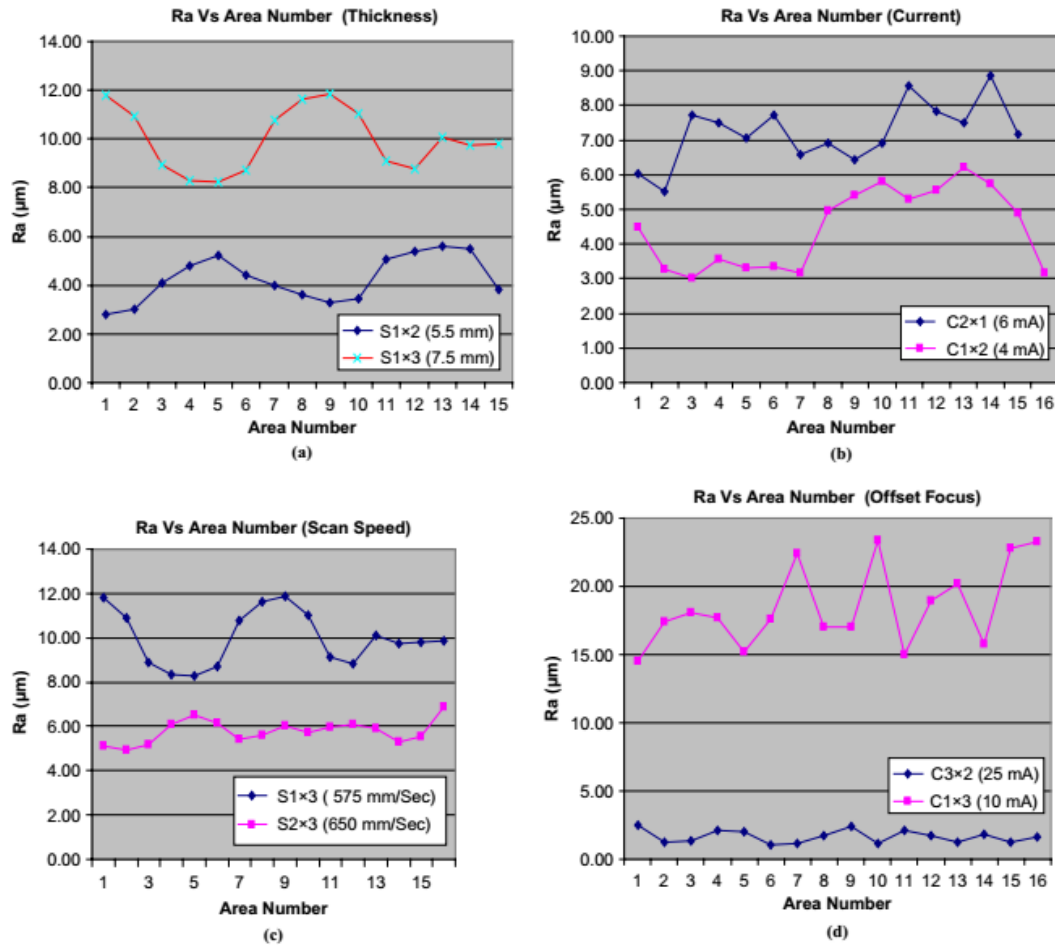 Ra Vs Area Number (Thickness)
14.00
12.00
10.00
8.00
6.00
4.00
2.00
0.00
Ra (µm)
S1×2 (5.5 mm)
S1×3 (7.5 mm)
1 2 3 4 5 6 7 8 9 10 11 12 13 14 15
Area Number
(a)
Ra Vs Area Number (Current)
10.00
9.00
8.00
7.00
6.00
5.00
4.00
3.00
2.00
1.00
0.00
Ra (µm)
C2×1 (6 mA)
C1×2 (4 mA)
1 2 3 4 5 6 7 8 9 10 11 12 13 14 15 16
Area Number
(b)
Ra Vs Area Number (Scan Speed)
14.00
12.00
10.00
8.00
6.00
4.00
2.00
0.00
Ra (µm)
S1×3 ( 575 mm/Sec)
S2×3 (650 mm/Sec)
1 3 5 7 9 11 13 15
Area Number
(c)
Ra Vs Area Number (Offset Focus)
25.00
20.00
15.00
10.00
5.00
0.00
Ra (µm)
C3×2 (25 mA)
C1×3 (10 mA)
1 2 3 4 5 6 7 8 9 10 11 12 13 14 15 16
Area Number
(d)